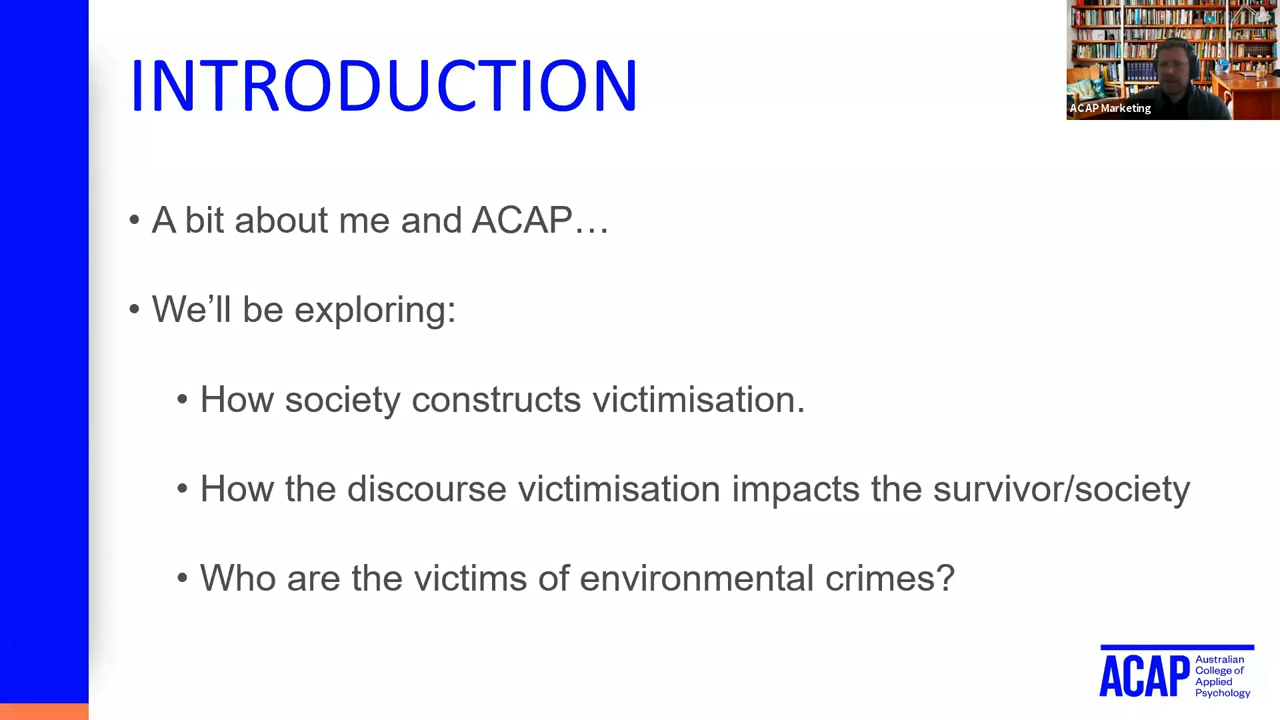 INTRODUCTION
ACAP Marketing
• A bit about me and ACAP…
• We’ll be exploring:
• How society constructs victimisation.
• How the discourse victimisation impacts the survivor/society
• Who are the victims of environmental crimes?
ACAP
Australian
College of
Applied
Psychology